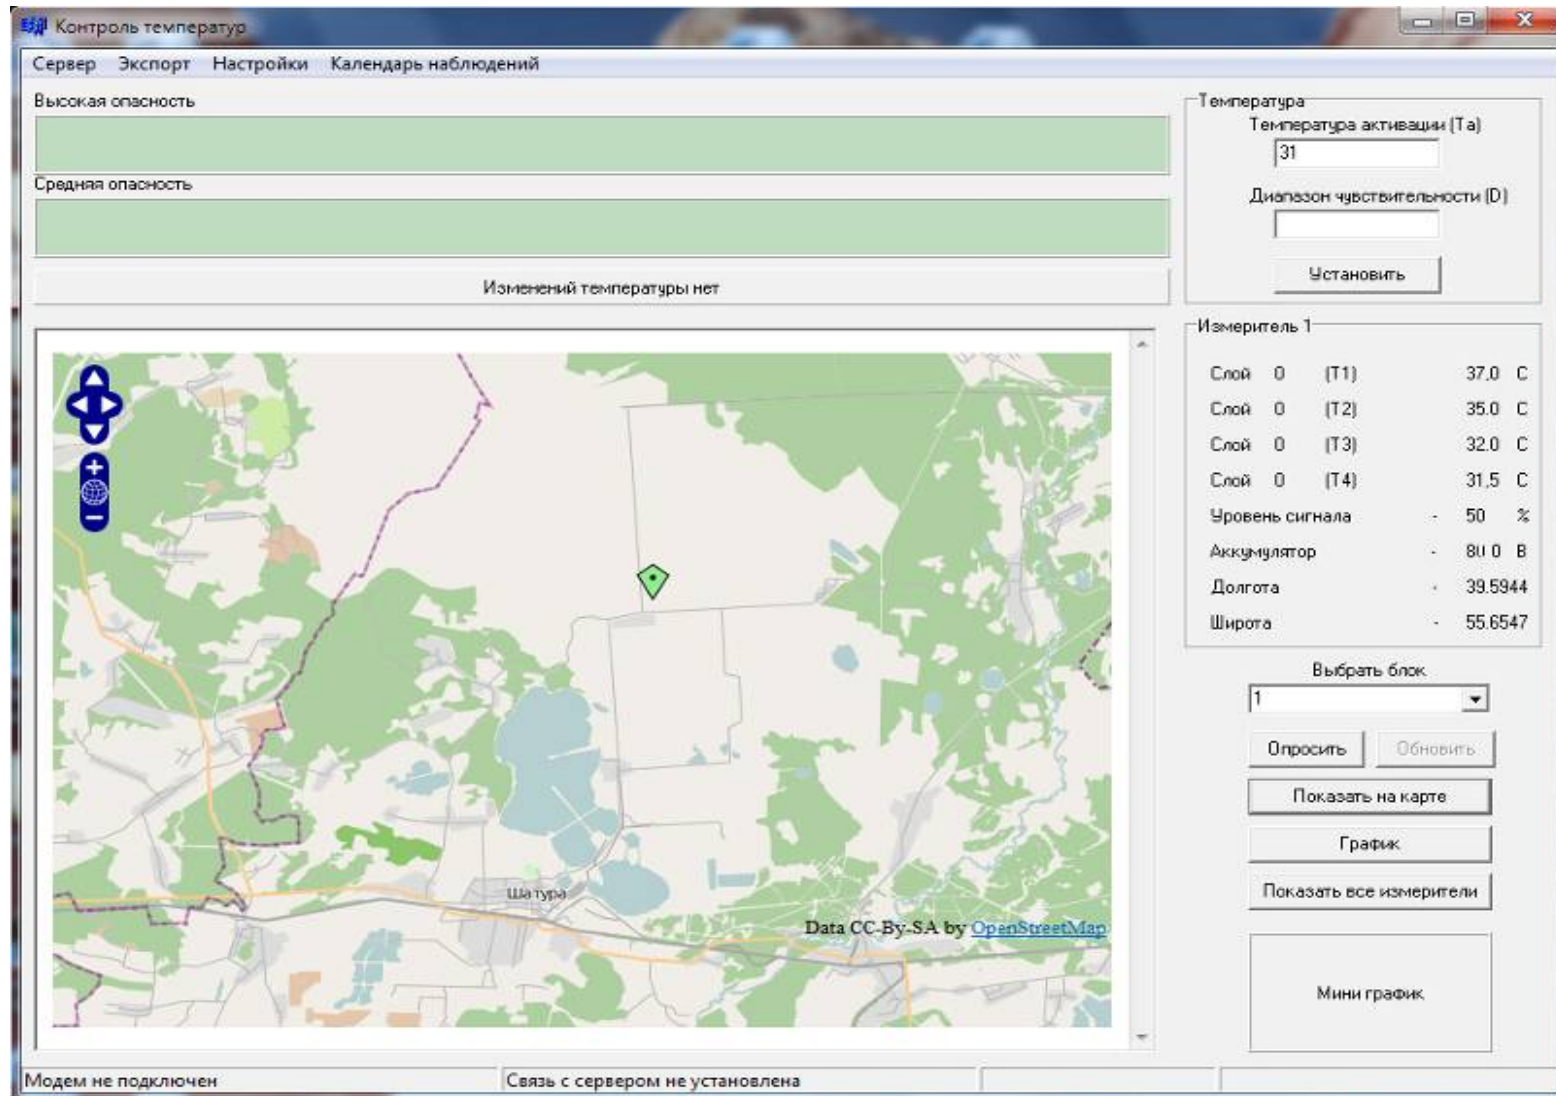 Контроль температур
Сервер Экспорт Настройки Календарь наблюдений
Высокая опасность
Средняя опасность
Изменений температуры нет
Температура
Температура активации (Ta)
31
Диапазон чувствительности (D)
Установить
Измеритель 1
Слой 0 (T1) 37,0 C
Слой 0 (T2) 35.0 C
Слой 0 (T3) 32.0 C
Слой 0 (T4) 31,5 C
Уровень сигнала - 50 %
Аккумулятор - 80 0 В
Долгота - 39.5944
Широта - 55.6547
Выбрать блок
1
Опросить Обновить
Показать на карте
График
Показать все измерители
Мини график
Шатура
Data CC-By-SA by OpenStreetMap
Модем не подключен
Связь с сервером не установлена